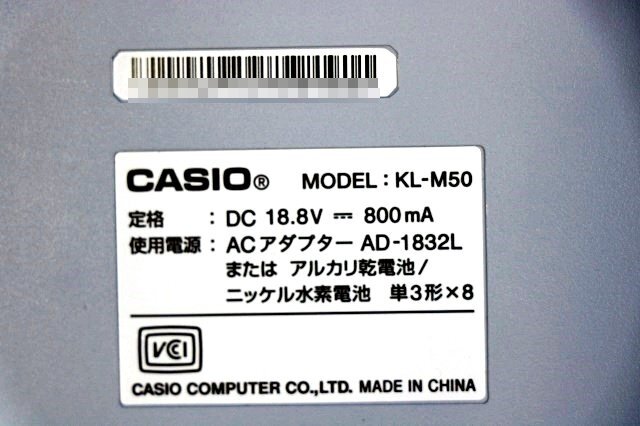 CASIO® MODEL : KL-M50
定格 : DC 18.8V ⎓ 800mA
使用電源 : ACアダプター AD-1832L
または アルカリ乾電池/
ニッケル水素電池 単3形×8
VCI
CASIO COMPUTER CO.,LTD. MADE IN CHINA